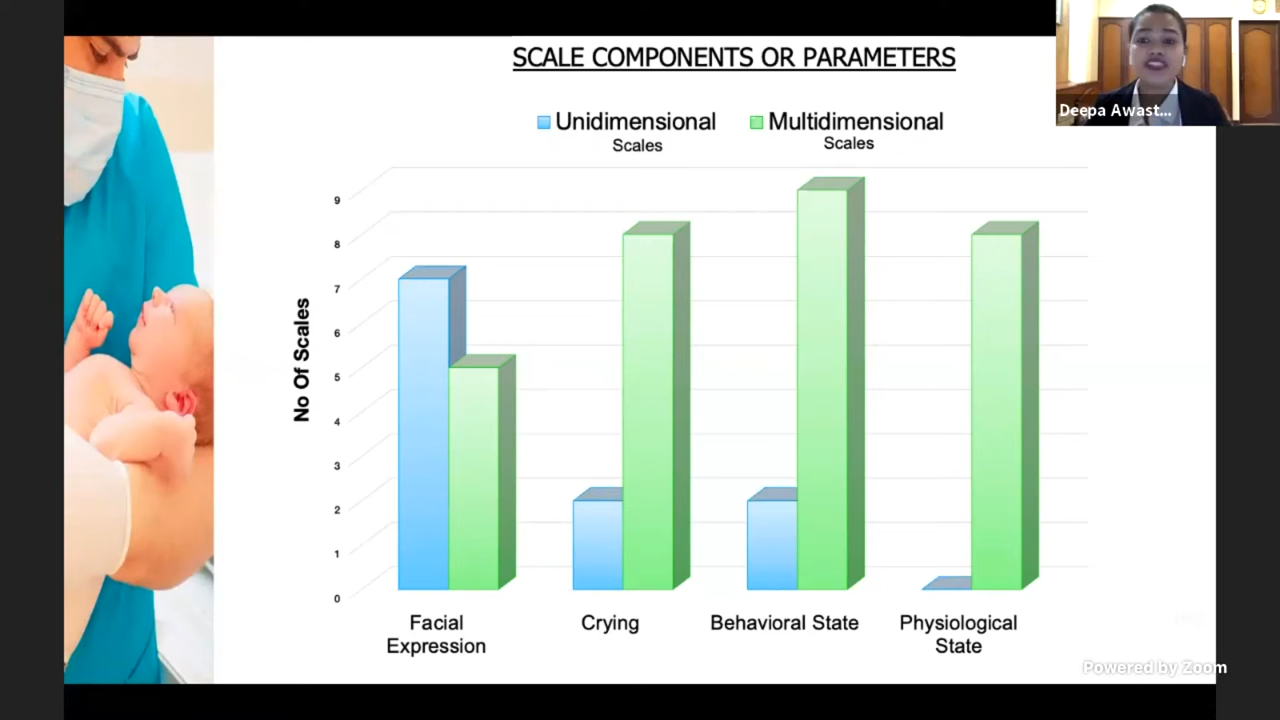 SCALE COMPONENTS OR PARAMETERS
Deepa Awast...
Unidimensional
Scales
Multidimensional
Scales
No Of Scales
9
8
7
6
5
4
3
2
1
0
Facial
Expression
Crying
Behavioral State
Physiological
State
Powered by Zoom